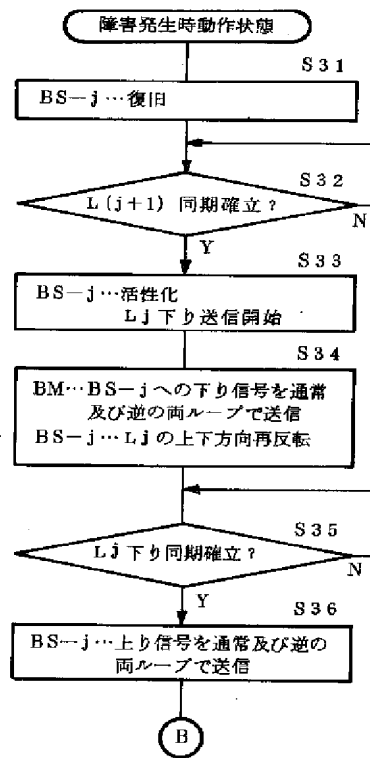 障害発生時動作状態
S31
BS-j…復旧
S32
L(j+1) 同期確立?
N
Y
S33
BS-j…活性化
Lj下り送信開始
S34
BM…BS-jへの下り信号を通常
及び逆の両ループで送信
BS-j…Ljの上下方向再反転
S35
Lj下り同期確立?
N
Y
S36
BS-j…上り信号を通常及び逆の
両ループで送信
B